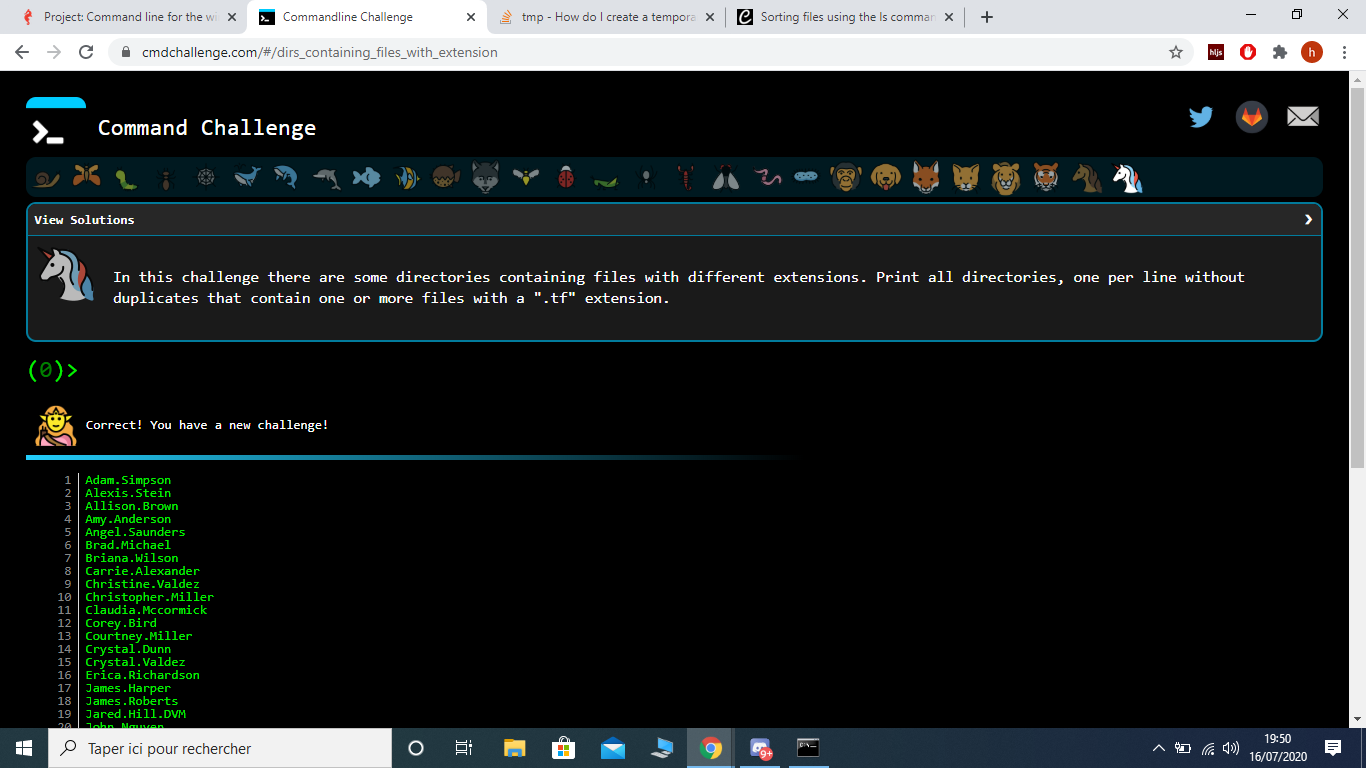 Project: Command line for the wi
Commandline Challenge
tmp - How do I create a tempora
Sorting files using the ls comman
cmdchallenge.com/#/dirs_containing_files_with_extension
hljs
h
Command Challenge
View Solutions
In this challenge there are some directories containing files with different extensions. Print all directories, one per line without
duplicates that contain one or more files with a ".tf" extension.
(0)>
Correct! You have a new challenge!
1 Adam.Simpson
2 Alexis.Stein
3 Allison.Brown
4 Amy.Anderson
5 Angel.Saunders
6 Brad.Michael
7 Briana.Wilson
8 Carrie.Alexander
9 Christine.Valdez
10 Christopher.Miller
11 Claudia.Mccormick
12 Corey.Bird
13 Courtney.Miller
14 Crystal.Dunn
15 Crystal.Valdez
16 Erica.Richardson
17 James.Harper
18 James.Roberts
19 Jared.Hill.DVM
20 John.Nguyen
Taper ici pour rechercher
9+
19:50
16/07/2020